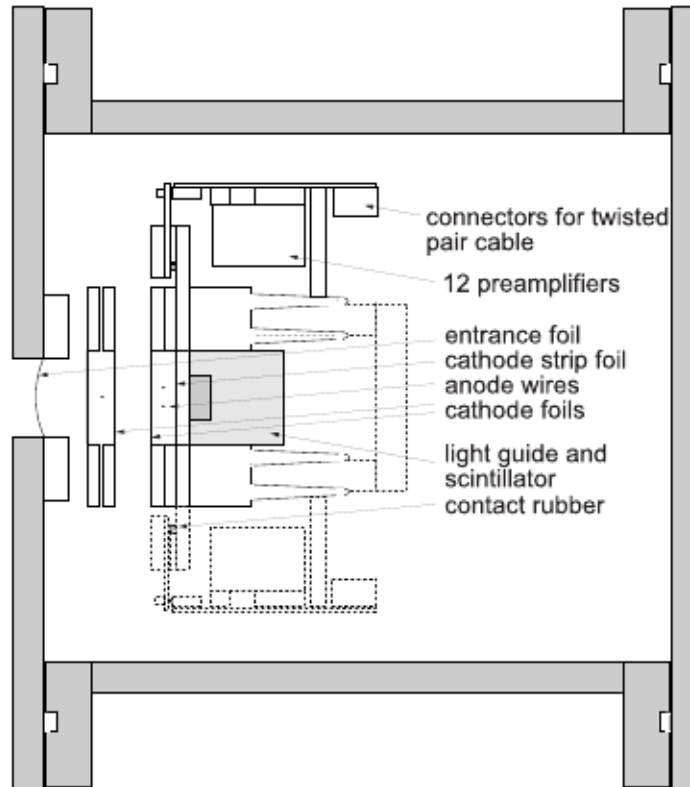 connectors for twisted
pair cable
12 preamplifiers
entrance foil
cathode strip foil
anode wires
cathode foils
light guide and
scintillator
contact rubber